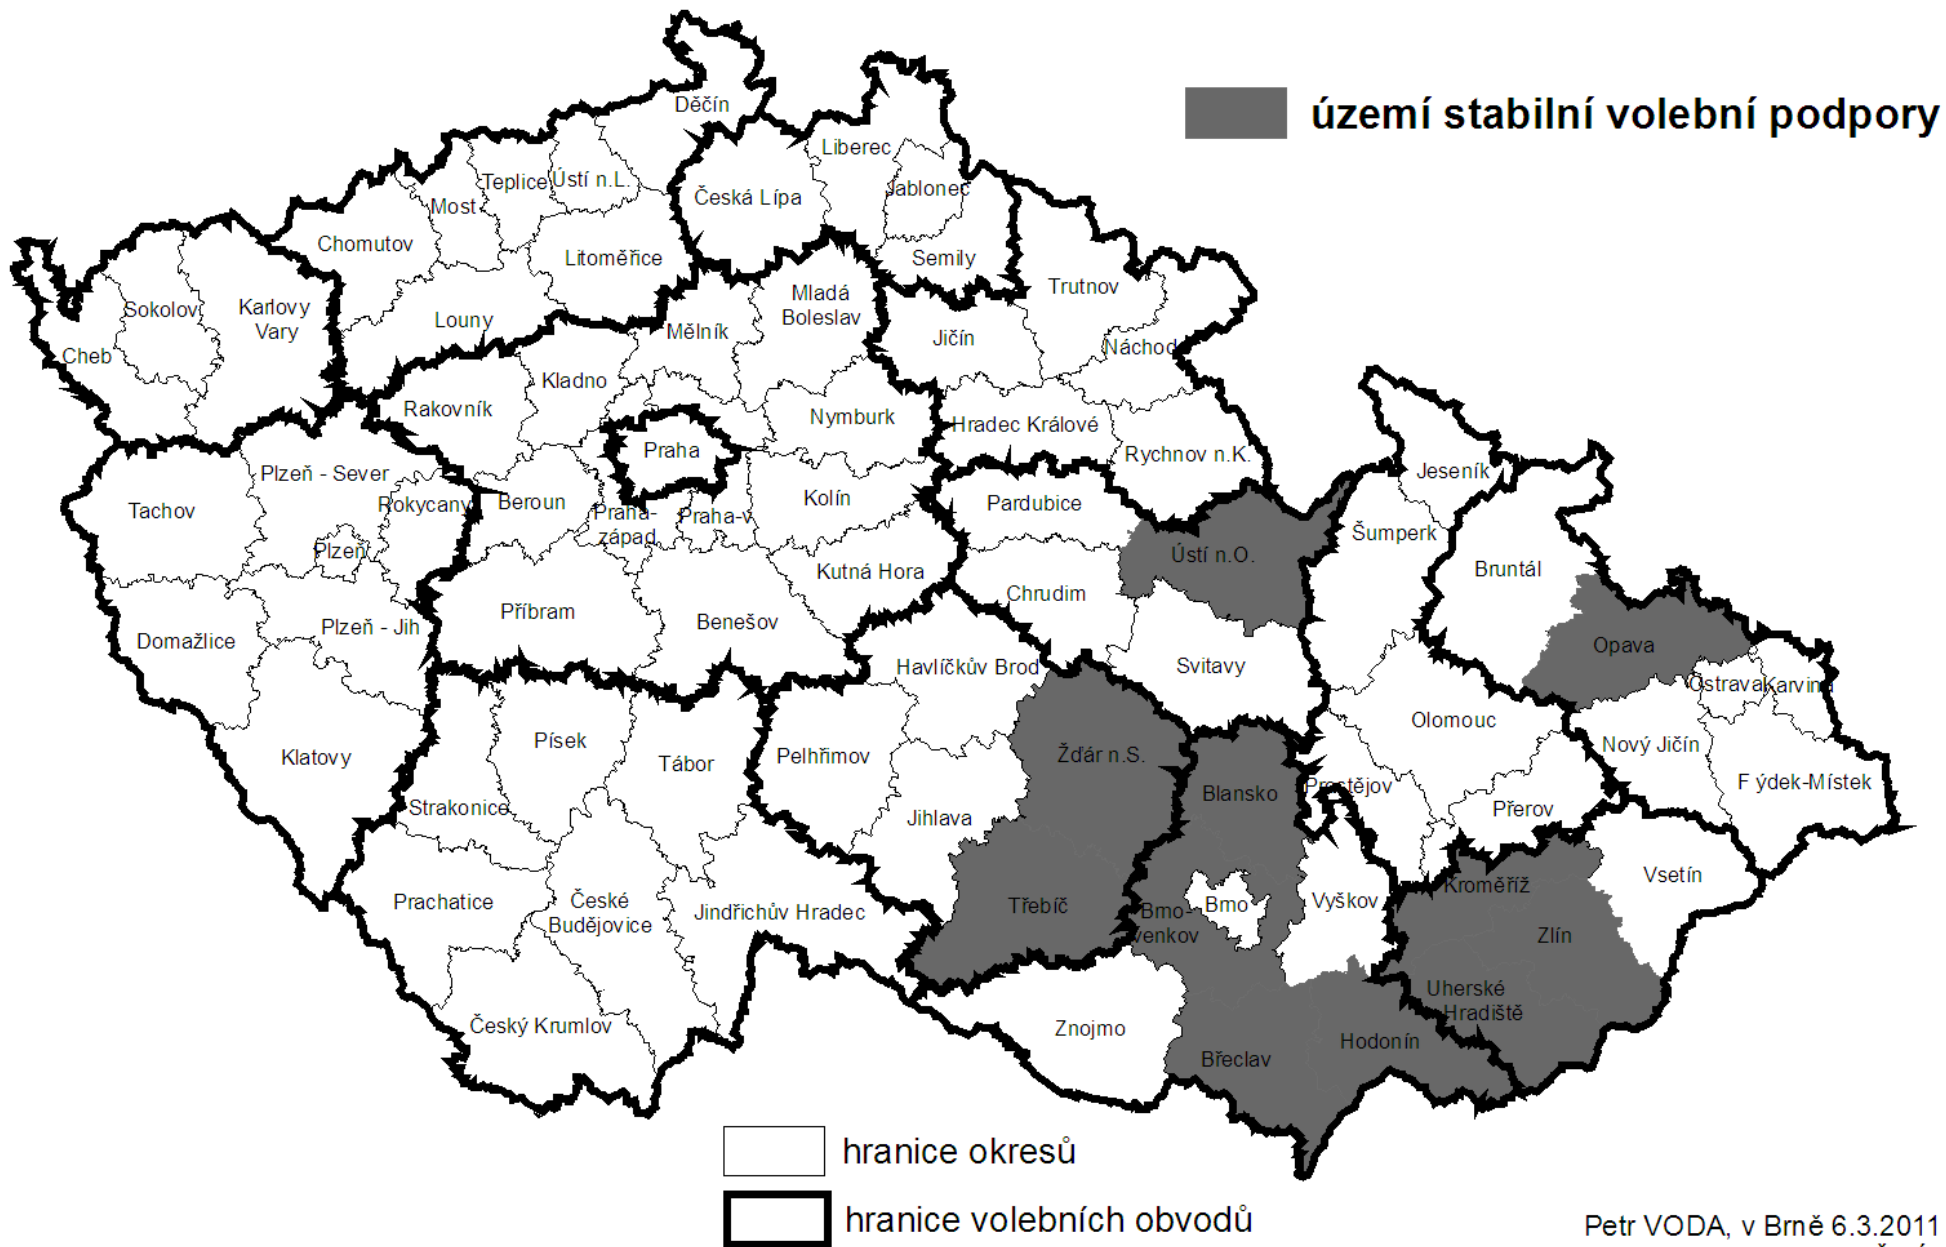 Děčín
území stabilní volební podpory
Liberec
Teplice
Ústí n.L.
Jablonec
Česká Lípa
Most
Chomutov
Litoměřice
Semily
Trutnov
Mladá
Boleslav
Sokolov
Karlovy
Vary
Louny
Mělník
Jičín
Náchod
Cheb
Kladno
Rakovník
Nymburk
Hradec Králové
Praha
Rychnov n.K.
Plzeň - Sever
Jeseník
Tachov
Rokycany
Beroun
Kolín
Pardubice
Praha-
západ
Praha-v
Šumperk
Plzeň
Ústí n.O.
Bruntál
Kutná Hora
Chrudim
Příbram
Benešov
Plzeň - Jih
Domažlice
Opava
Havlíčkův Brod
Svitavy
Ostrava
Karviná
Olomouc
Písek
Klatovy
Tábor
Pelhřimov
Žďár n.S.
Nový Jičín
F ýdek-Místek
Blansko
Prostějov
Strakonice
Jihlava
Přerov
Vsetín
Kroměříž
Prachatice
České
Budějovice
Jindřichův Hradec
Třebíč
Brno-
venkov
Brno
Vyškov
Zlín
Uherské
Hradiště
Český Krumlov
Znojmo
Hodonín
Břeclav
hranice okresů
hranice volebních obvodů
Petr VODA, v Brně 6.3.2011